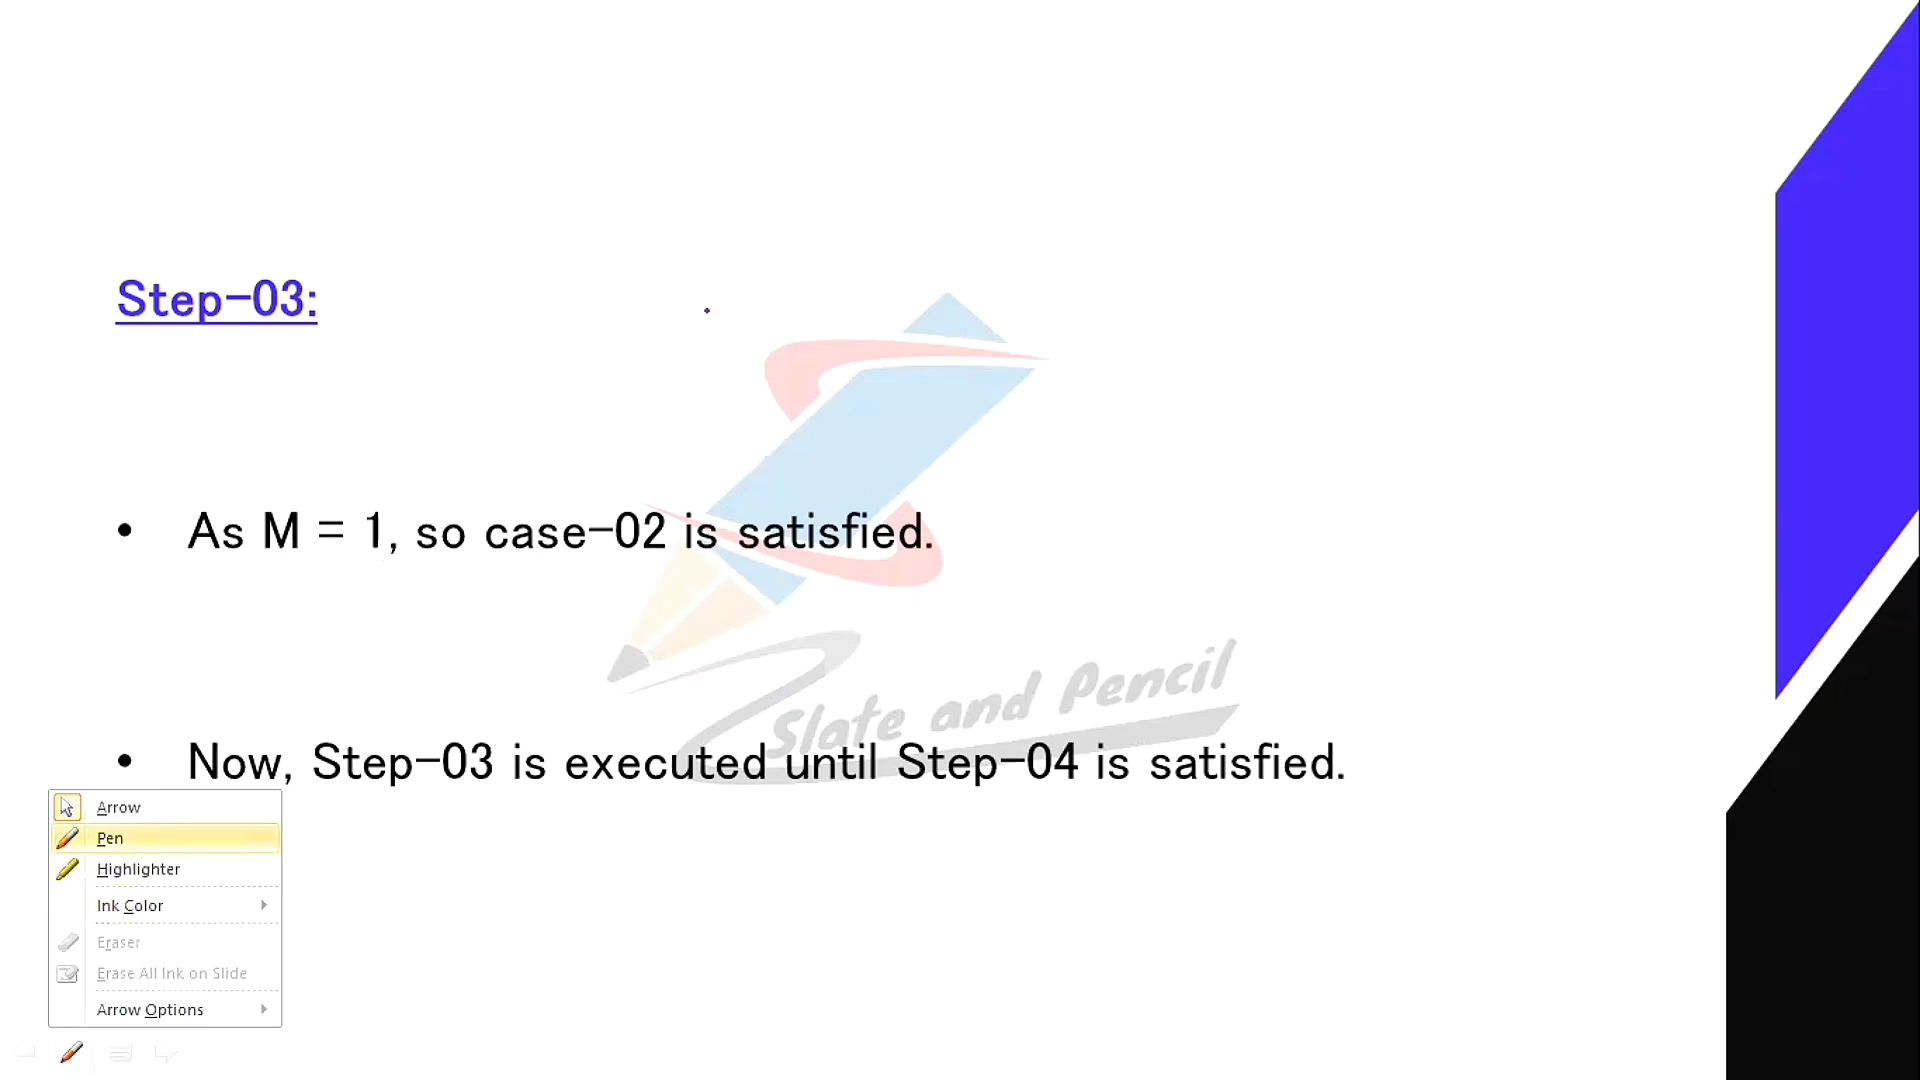 Step-03:
• As M = 1, so case-02 is satisfied.
Slate and Pencil
• Now, Step-03 is executed until Step-04 is satisfied.
Arrow
Pen
Highlighter
Ink Color
Eraser
Erase All Ink on Slide
Arrow Options